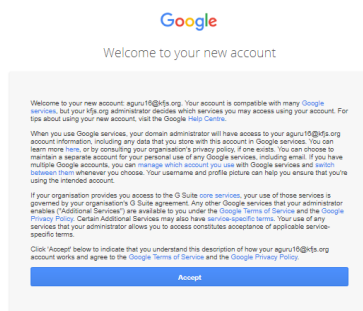 Google
Welcome to your new account
Welcome to your new account: aguru16@kfjs.org. Your account is compatible with many Google
services, but your kfjs.org administrator decides which services you may access using your account. For
tips about using your new account, visit the Google Help Centre.
When you use Google services, your domain administrator will have access to your aguru16@kfjs.org
account information, including any data that you store with this account in Google services. You can
learn more here, or by consulting your organisation's privacy policy, if one exists. You can choose to
maintain a separate account for your personal use of any Google services, including email. If you have
multiple Google accounts, you can manage which account you use with Google services and switch
between them whenever you choose. Your username and profile picture can help you ensure that you're
using the intended account.
If your organisation provides you access to the G Suite core services, your use of those services is
governed by your organisation's G Suite agreement. Any other Google services that your administrator
enables ("Additional Services") are available to you under the Google Terms of Service and the Google
Privacy Policy. Certain Additional Services may also have service-specific terms. Your use of any
services that your administrator allows you to access constitutes acceptance of applicable service-
specific terms.
Click 'Accept' below to indicate that you understand this description of how your aguru16@kfjs.org
account works and agree to the Google Terms of Service and the Google Privacy Policy.
Accept